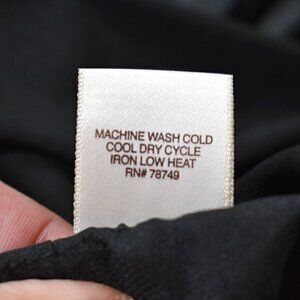 MACHINE WASH COLD
COOL DRY CYCLE
IRON LOW HEAT
RN# 78749